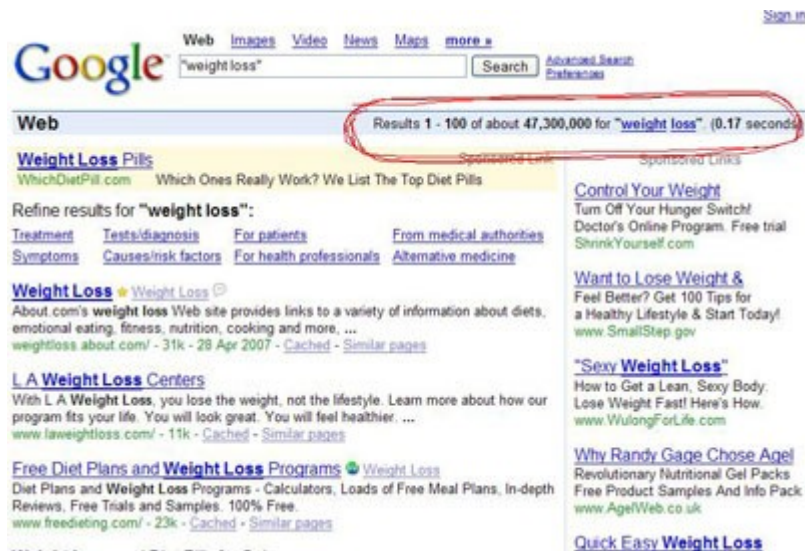 Sign in
Web Images Video News Maps more »
Google
"weight loss" Search
Advanced Search
Preferences
Web Results 1 - 100 of about 47,300,000 for "weight loss". (0.17 seconds)
Weight Loss Pills Sponsored Link
WhichDietPill.com Which Ones Really Work? We List The Top Diet Pills
Refine results for "weight loss":
Treatment Tests/diagnosis For patients From medical authorities
Symptoms Causes/risk factors For health professionals Alternative medicine
Weight Loss Weight Loss
About.com's weight loss Web site provides links to a variety of information about diets,
emotional eating, fitness, nutrition, cooking and more, ...
weightloss.about.com/ - 31k - 28 Apr 2007 - Cached - Similar pages
L A Weight Loss Centers
With L A Weight Loss, you lose the weight, not the lifestyle. Learn more about how our
program fits your life. You will look great. You will feel healthier. ...
www.laweightloss.com/ - 11k - Cached - Similar pages
Free Diet Plans and Weight Loss Programs Weight Loss
Diet Plans and Weight Loss Programs - Calculators, Loads of Free Meal Plans, In-depth
Reviews, Free Trials and Samples. 100% Free.
www.freedieting.com/ - 23k - Cached - Similar pages
Sponsored Links
Control Your Weight
Turn Off Your Hunger Switch!
Doctor's Online Program. Free trial
ShrinkYourself.com
Want to Lose Weight &
Feel Better? Get 100 Tips for
a Healthy Lifestyle & Start Today!
www.SmallStep.gov
"Sexy Weight Loss"
How to Get a Lean, Sexy Body.
Lose Weight Fast! Here's How.
www.WulongForLife.com
Why Randy Gage Chose Agel
Revolutionary Nutritional Gel Packs
Free Product Samples And Info Pack
www.AgelWeb.co.uk
Quick Easy Weight Loss